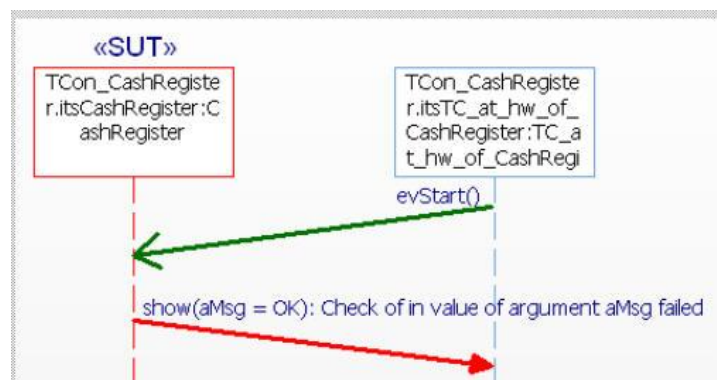 «SUT»
TCon_CashRegiste
r.itsCashRegister:C
ashRegister
TCon_CashRegiste
r.itsTC_at_hw_of_
CashRegister:TC_a
t_hw_of_CashRegi
evStart()
show(aMsg = OK): Check of in value of argument aMsg failed